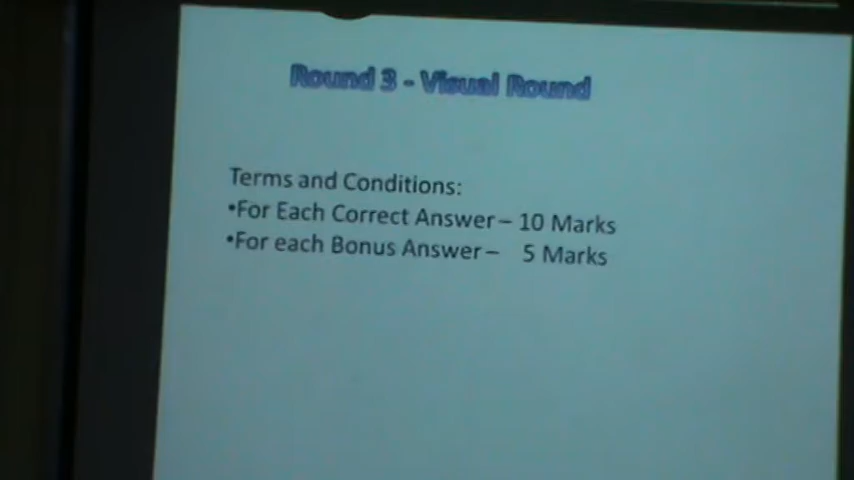 Round 3 - Visual Round
Terms and Conditions:
•For Each Correct Answer – 10 Marks
•For each Bonus Answer – 5 Marks